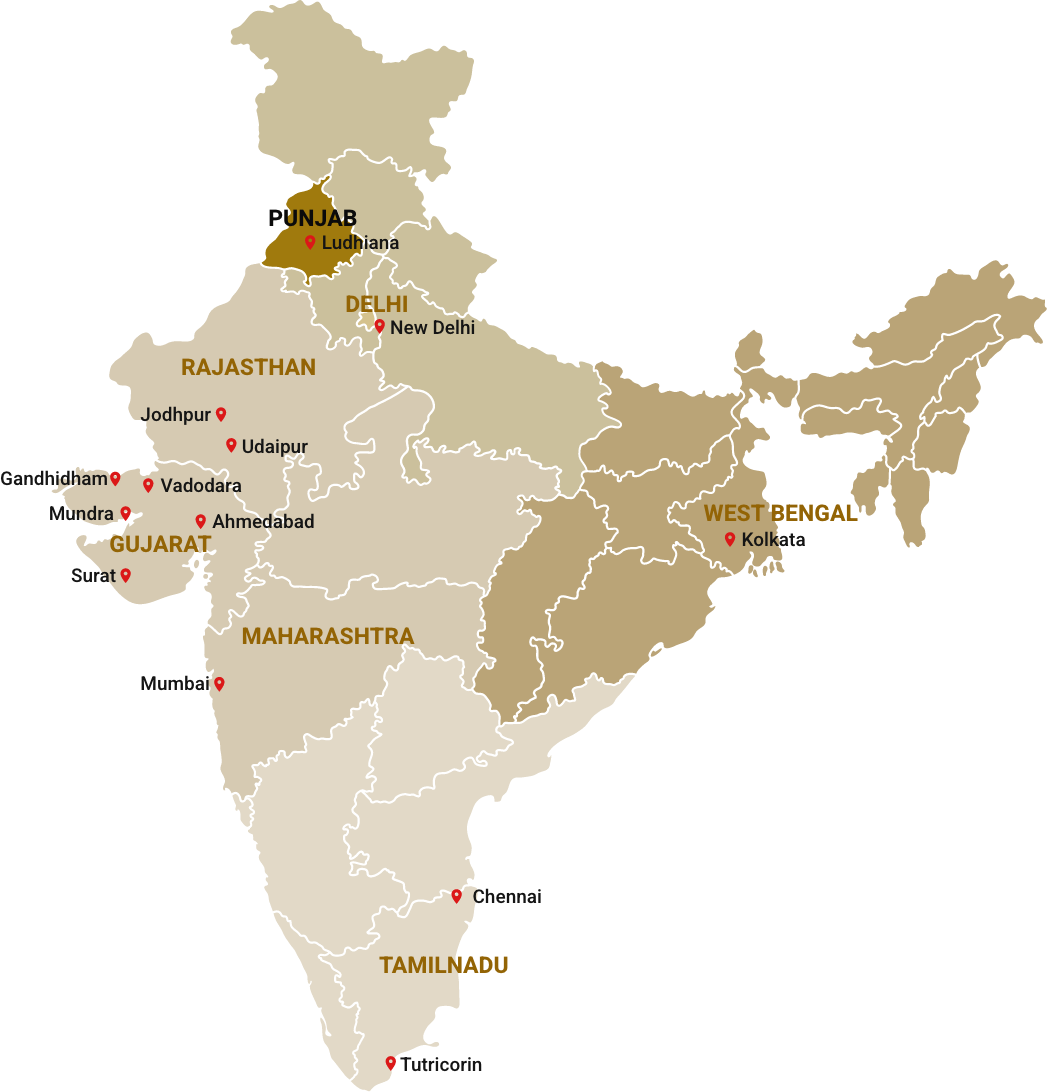 PUNJAB
Ludhiana
DELHI
New Delhi
RAJASTHAN
Jodhpur
Udaipur
Gandhidham
Vadodara
Mundra
Ahmedabad
GUJARAT
Surat
WEST BENGAL
Kolkata
MAHARASHTRA
Mumbai
Chennai
TAMILNADU
Tutricorin